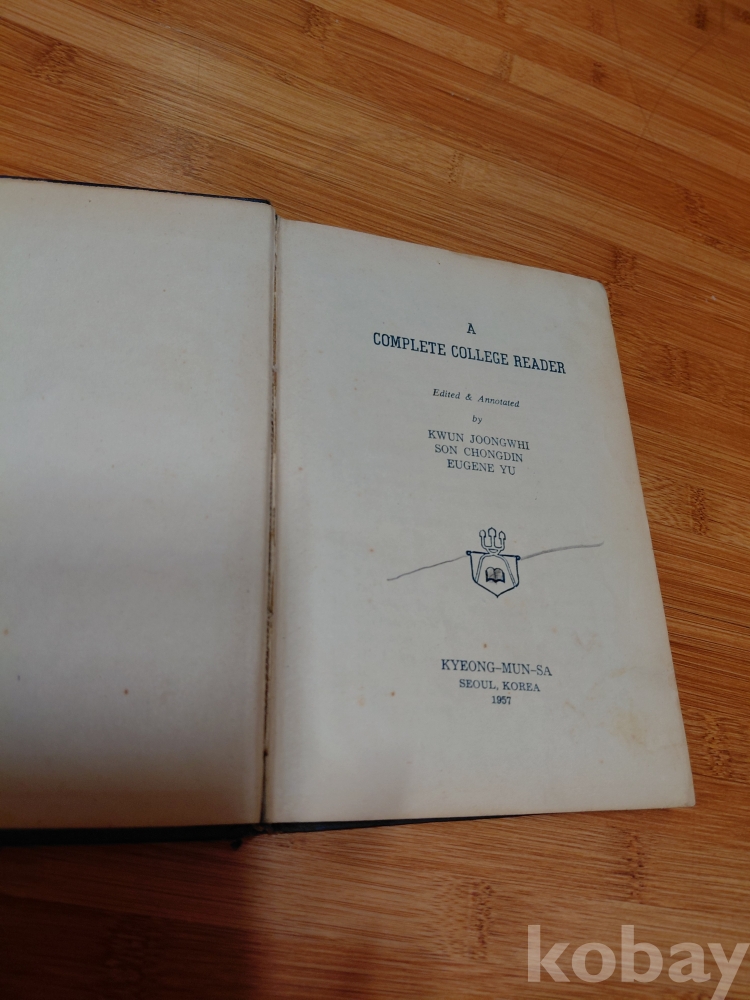 A
COMPLETE COLLEGE READER
Edited & Annotated
by
KWUN JOONGWHI
SON CHONGDIN
EUGENE YU
KYEONG-MUN-SA
SEOUL, KOREA
1957
kobay